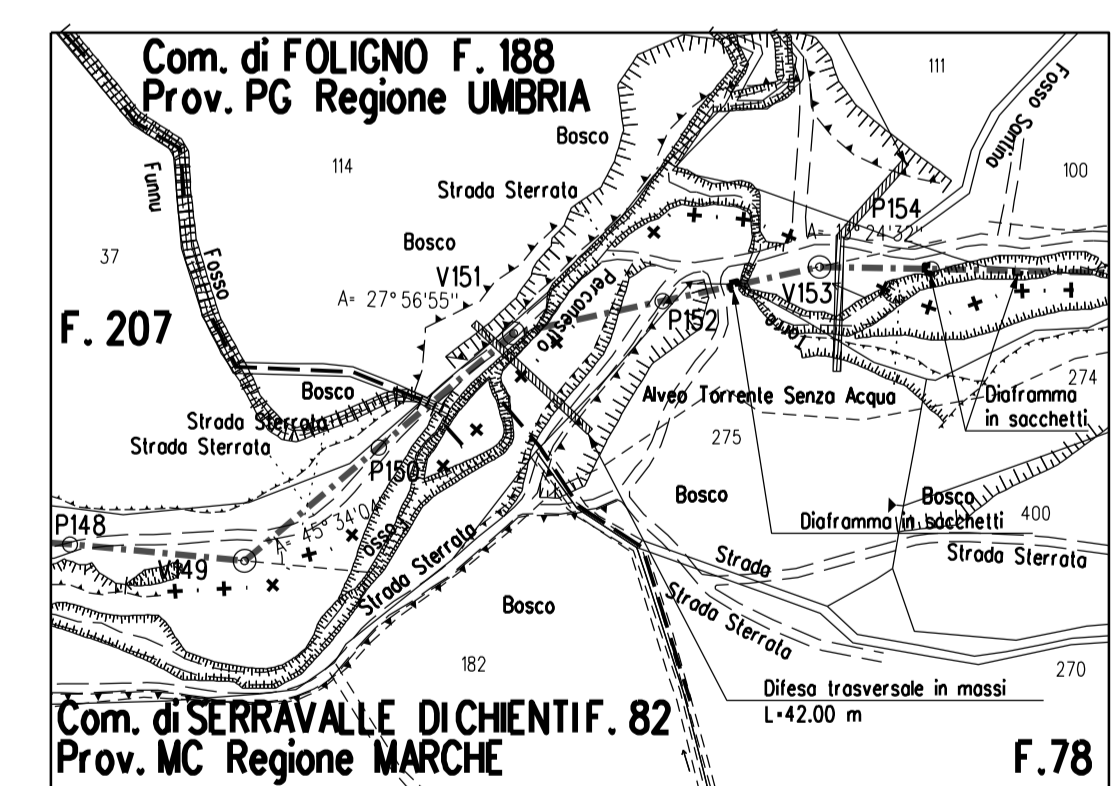 Com. di FOLIGNO F. 188
Prov. PG Regione UMBRIA
111
Fosso Santino
Bosco
114
100
Funnu
Strada Sterrata
P154
Bosco
37
Fosso
V151
A= 27° 56'55''
Percanestro
V153
F. 207
P152
Torre
274
Bosco
Alveo Torrente Senza Acqua
Diaframma
in sacchetti
Strada Sterrata
Strada Sterrata
275
P150
Bosco
Bosco
400
P148
Diaframma in sacchetti
A= 45° 34'04
osso
Strada
Strada Sterrata
V149
Strada Sterrata
Bosco
Strada Sterrata
182
270
Difesa trasversale in massi
L=42.00 m
Com. di SERRAVALLE DI CHIENTI F. 82
Prov. MC Regione MARCHE
F.78